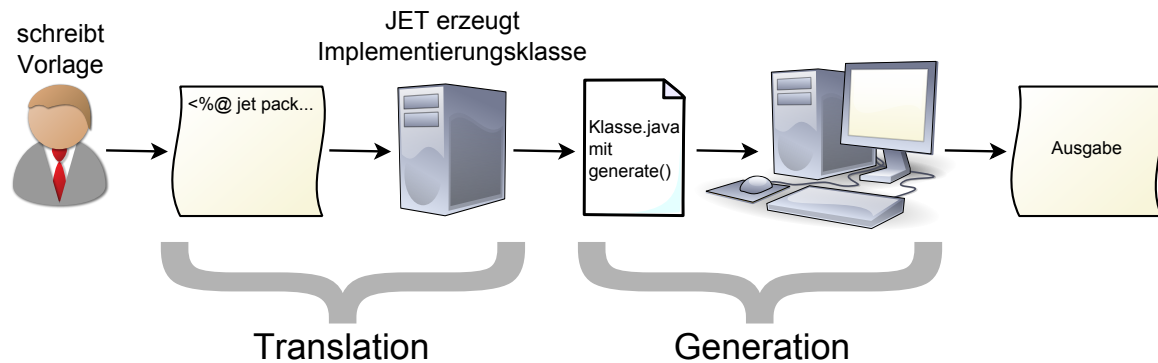 schreibt
Vorlage
JET erzeugt
Implementierungsklasse
<%@ jet pack...
Klasse.java
mit
generate()
Ausgabe
Translation
Generation